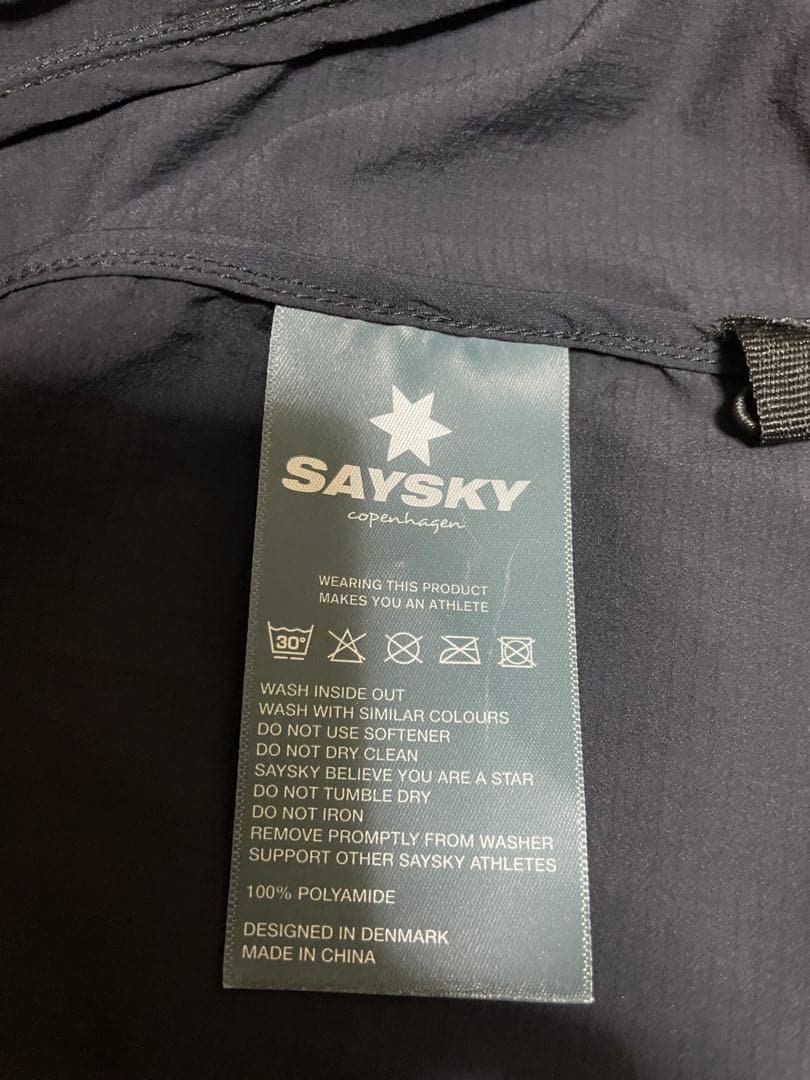 SAYSKY
copenhagen
WEARING THIS PRODUCT
MAKES YOU AN ATHLETE
30°
WASH INSIDE OUT
WASH WITH SIMILAR COLOURS
DO NOT USE SOFTENER
DO NOT DRY CLEAN
SAYSKY BELIEVE YOU ARE A STAR
DO NOT TUMBLE DRY
DO NOT IRON
REMOVE PROMPTLY FROM WASHER
SUPPORT OTHER SAYSKY ATHLETES
100% POLYAMIDE
DESIGNED IN DENMARK
MADE IN CHINA